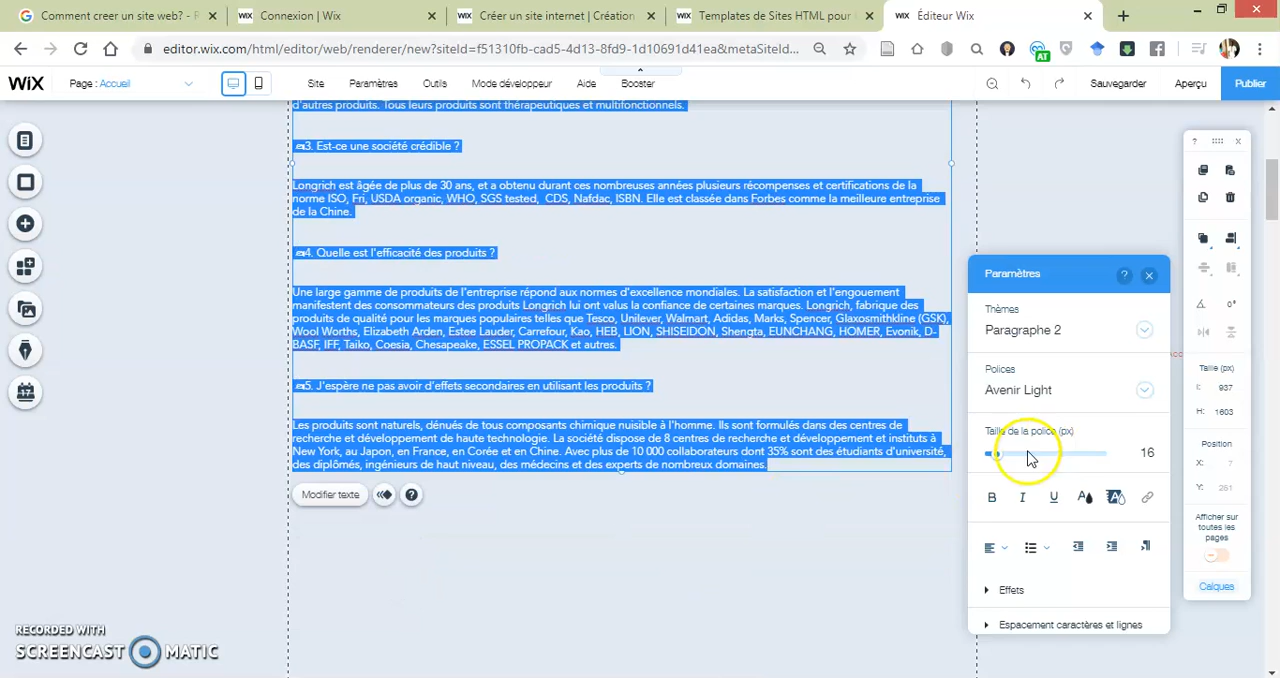 Comment creer un site web? - R
Connexion | Wix
Créer un site internet | Création
Templates de Sites HTML pour
Éditeur Wix
editor.wix.com/html/editor/web/renderer/new?siteId=f51310fb-cad5-4d13-8fd9-1d10691d41ea&metaSiteId...
AT
WiX
Page : Accueil
Site
Paramètres
Outils
Mode développeur
Aide
Booster
Sauvegarder
Aperçu
Publier
d'autres produits. Tous leurs produits sont thérapeutiques et multifonctionnels.
3. Est-ce une société crédible ?
Longrich est âgée de plus de 30 ans, et a obtenu durant ces nombreuses années plusieurs récompenses et certifications de la
norme ISO, Fri, USDA organic, WHO, SGS tested, CDS, Nafdac, ISBN. Elle est classée dans Forbes comme la meilleure entreprise
de la Chine.
4. Quelle est l'efficacité des produits ?
Une large gamme de produits de l'entreprise répond aux normes d'excellence mondiales. La satisfaction et l'engouement
manifestent des consommateurs des produits Longrich lui ont valus la confiance de certaines marques. Longrich, fabrique des
produits de qualité pour les marques populaires telles que Tesco, Unilever, Walmart, Adidas, Marks, Spencer, Glaxosmithkline (GSK),
Wool Worths, Elizabeth Arden, Estee Lauder, Carrefour, Kao, HEB, LION, SHISEIDON, Shengta, EUNCHANG, HOMER, Evonik, D-
BASF, IFF, Taiko, Coesia, Chesapeake, ESSEL PROPACK et autres.
5. J'espère ne pas avoir d'effets secondaires en utilisant les produits ?
Les produits sont naturels, dénués de tous composants chimique nuisible à l'homme. Ils sont formulés dans des centres de
recherche et développement de haute technologie. La société dispose de 8 centres de recherche et développement et instituts à
New York, au Japon, en France, en Corée et en Chine. Avec plus de 10 000 collaborateurs dont 35% sont des étudiants d'université,
des diplômés, ingénieurs de haut niveau, des médecins et des experts de nombreux domaines.
Modifier texte
Paramètres
Thèmes
Paragraphe 2
Polices
Avenir Light
Taille de la police (px)
16
B I U
Effets
Espacement caractères et lignes
0°
Taille (px)
L: 937
H: 1603
Position
X: 7
Y: 261
Afficher sur
toutes les
pages
Calques
RECORDED WITH
SCREENCAST MATIC